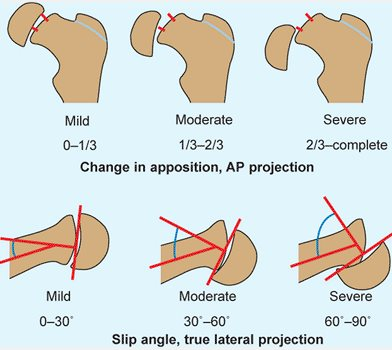 Mild Moderate Severe
0–1/3 1/3–2/3 2/3–complete
Change in apposition, AP projection
Mild Moderate Severe
0–30˚ 30˚–60˚ 60˚–90˚
Slip angle, true lateral projection